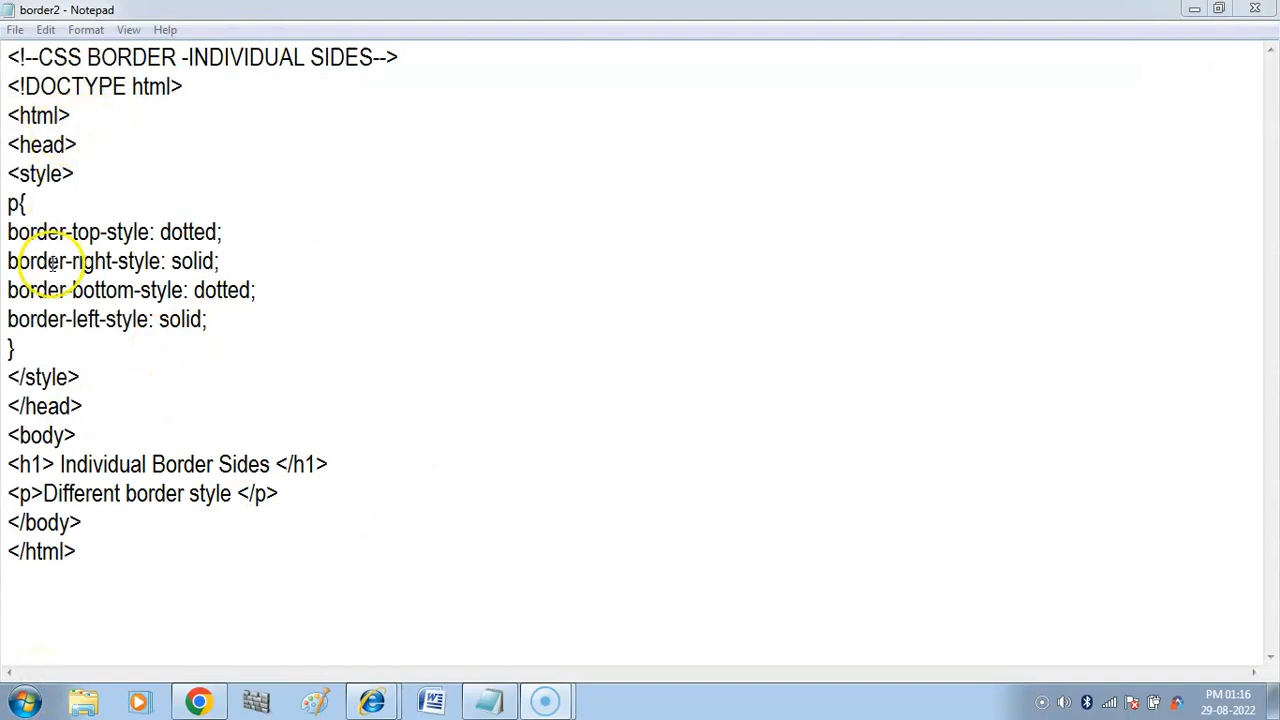 border2 - Notepad
File Edit Format View Help
<!--CSS BORDER -INDIVIDUAL SIDES-->
<!DOCTYPE html>
<html>
<head>
<style>
p{
border-top-style: dotted;
border-right-style: solid;
border-bottom-style: dotted;
border-left-style: solid;
}
</style>
</head>
<body>
<h1> Individual Border Sides </h1>
<p>Different border style </p>
</body>
</html>
PM 01:16
29-08-2022